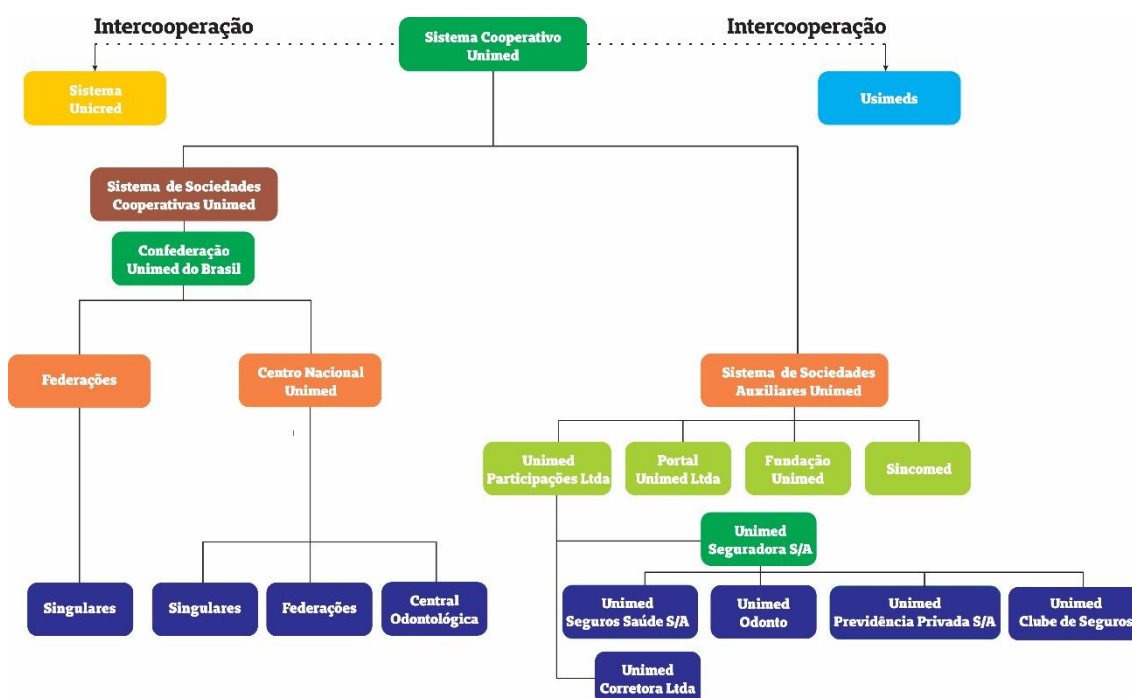 Intercooperação
Sistema Cooperativo
Unimed
Intercooperação
Sistema
Unicred
Usimeds
Sistema de Sociedades
Cooperativas Unimed
Confederação
Unimed do Brasil
Federações
Centro Nacional
Unimed
Sistema de Sociedades
Auxiliares Unimed
Unimed
Participações Ltda
Portal
Unimed Ltda
Fundação
Unimed
Sincomed
Unimed
Seguradora S/A
Singulares
Singulares
Federações
Central
Odontológica
Unimed
Seguros Saúde S/A
Unimed
Odonto
Unimed
Previdência Privada S/A
Unimed
Clube de Seguros
Unimed
Corretora Ltda